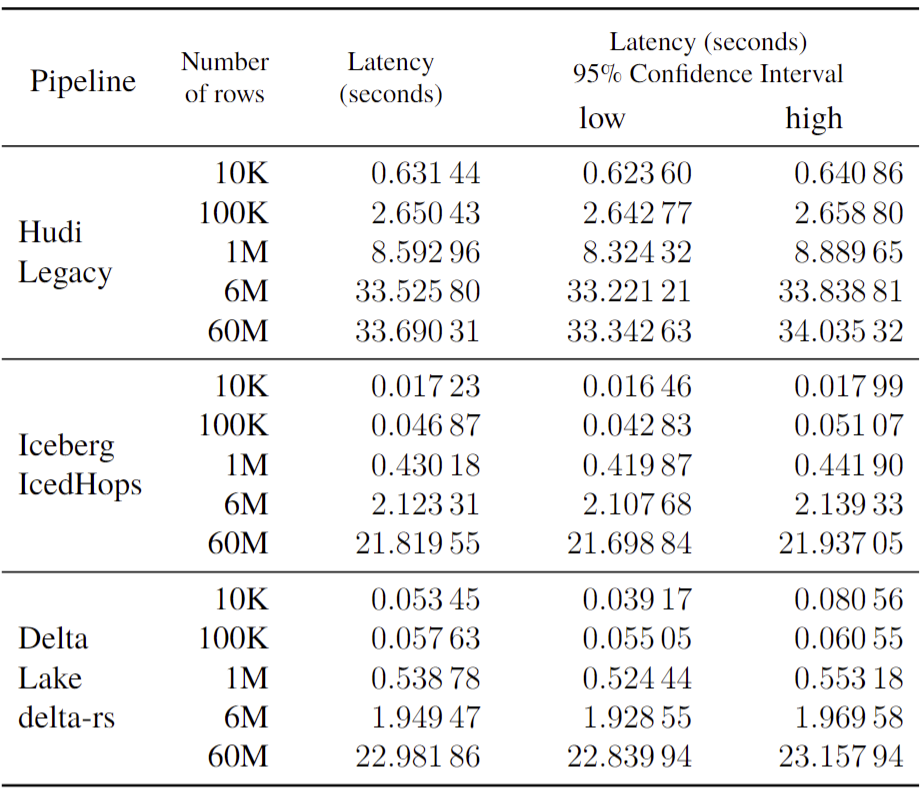 Pipeline Number of rows Latency (seconds) Latency (seconds) 95% Confidence Interval
low high
Hudi Legacy
10K 0.631 44 0.623 60 0.640 86
100K 2.650 43 2.642 77 2.658 80
1M 8.592 96 8.324 32 8.889 65
6M 33.525 80 33.221 21 33.838 81
60M 33.690 31 33.342 63 34.035 32
Iceberg IcedHops
10K 0.017 23 0.016 46 0.017 99
100K 0.046 87 0.042 83 0.051 07
1M 0.430 18 0.419 87 0.441 90
6M 2.123 31 2.107 68 2.139 33
60M 21.819 55 21.698 84 21.937 05
Delta Lake delta-rs
10K 0.053 45 0.039 17 0.080 56
100K 0.057 63 0.055 05 0.060 55
1M 0.538 78 0.524 44 0.553 18
6M 1.949 47 1.928 55 1.969 58
60M 22.981 86 22.839 94 23.157 94